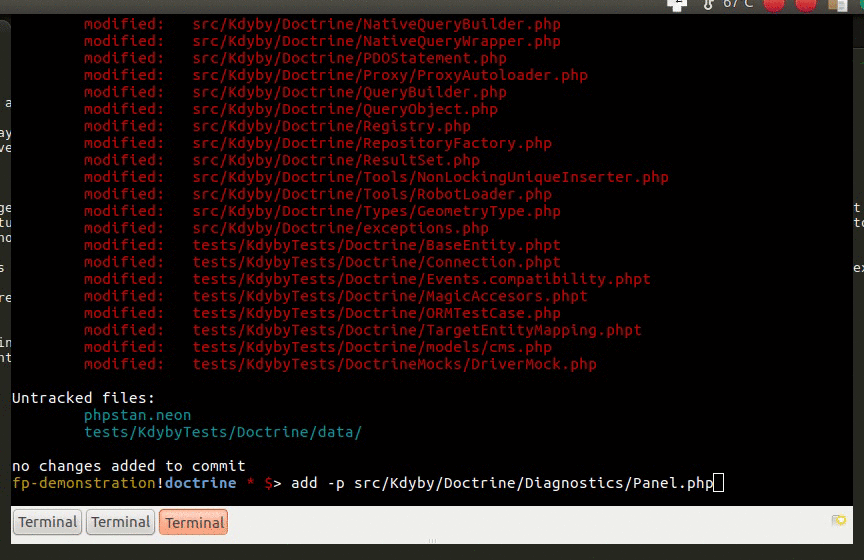 67°C
modified:   src/Kdyby/Doctrine/NativeQueryBuilder.php
modified:   src/Kdyby/Doctrine/NativeQueryWrapper.php
modified:   src/Kdyby/Doctrine/PDOStatement.php
modified:   src/Kdyby/Doctrine/Proxy/ProxyAutoloader.php
modified:   src/Kdyby/Doctrine/QueryBuilder.php
modified:   src/Kdyby/Doctrine/QueryObject.php
modified:   src/Kdyby/Doctrine/Registry.php
modified:   src/Kdyby/Doctrine/RepositoryFactory.php
modified:   src/Kdyby/Doctrine/ResultSet.php
modified:   src/Kdyby/Doctrine/Tools/NonLockingUniqueInserter.php
modified:   src/Kdyby/Doctrine/Tools/RobotLoader.php
modified:   src/Kdyby/Doctrine/Types/GeometryType.php
modified:   src/Kdyby/Doctrine/exceptions.php
modified:   tests/KdybyTests/Doctrine/BaseEntity.phpt
modified:   tests/KdybyTests/Doctrine/Connection.phpt
modified:   tests/KdybyTests/Doctrine/Events.compatibility.phpt
modified:   tests/KdybyTests/Doctrine/MagicAccesors.phpt
modified:   tests/KdybyTests/Doctrine/ORMTestCase.php
modified:   tests/KdybyTests/Doctrine/TargetEntityMapping.phpt
modified:   tests/KdybyTests/Doctrine/models/cms.php
modified:   tests/KdybyTests/DoctrineMocks/DriverMock.php
Untracked files:
phpstan.neon
tests/KdybyTests/Doctrine/data/
no changes added to commit
fp-demonstration!doctrine * $> add -p src/Kdyby/Doctrine/Diagnostics/Panel.php
Terminal Terminal Terminal